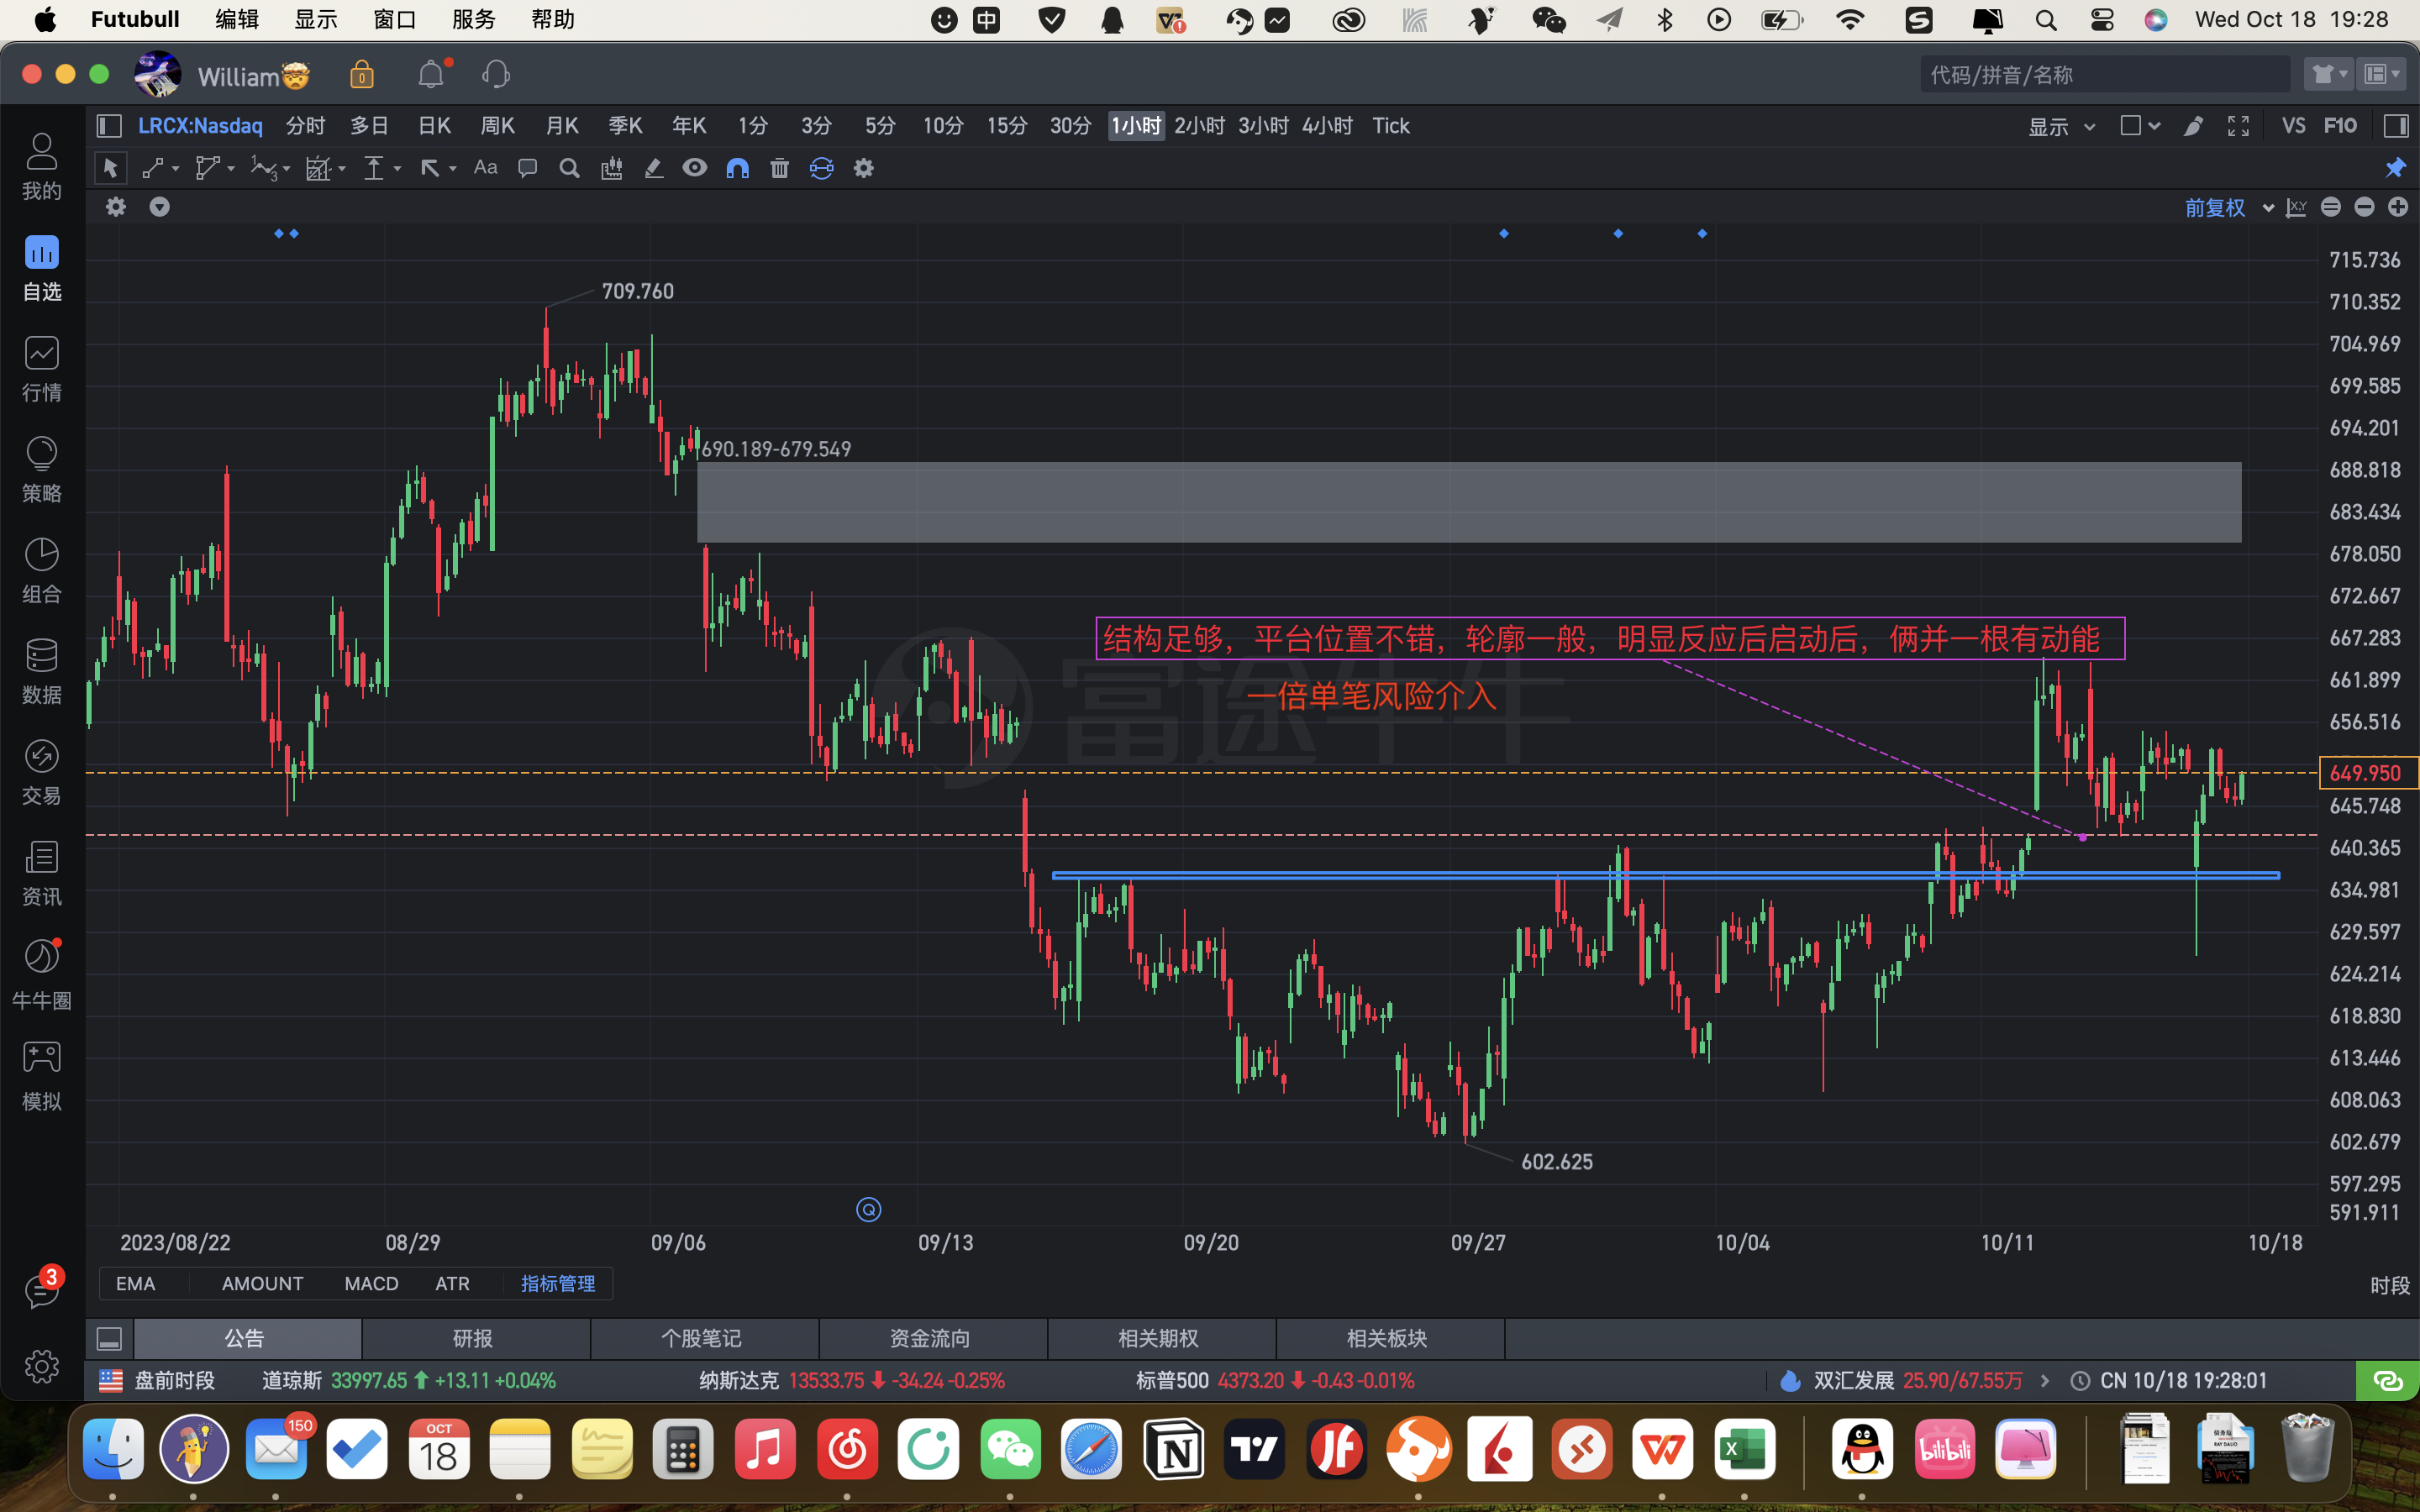 Futubull 编辑 显示 窗口 服务 帮助
中
Wed Oct 18 19:28
William🤯
代码/拼音/名称
LRCX:Nasdaq 分时 多日 日K 周K 月K 季K 年K 1分 3分 5分 10分 15分 30分 1小时 2小时 3小时 4小时 Tick
显示 VS F10
Aa
前复权 X,Y
我的
自选
行情
策略
组合
数据
交易
资讯
牛牛圈
模拟
3
715.736
710.352
704.969
699.585
694.201
688.818
683.434
678.050
672.667
667.283
661.899
656.516
649.950
645.748
640.365
634.981
629.597
624.214
618.830
613.446
608.063
602.679
597.295
591.911
709.760
690.189-679.549
结构足够，平台位置不错，轮廓一般，明显反应后启动后，俩并一根有动能
一倍单笔风险介入
富途牛牛
602.625
Q
2023/08/22 08/29 09/06 09/13 09/20 09/27 10/04 10/11 10/18
EMA AMOUNT MACD ATR 指标管理
时段
公告 研报 个股笔记 资金流向 相关期权 相关板块
盘前时段 道琼斯 33997.65 +13.11 +0.04% 纳斯达克 13533.75 -34.24 -0.25% 标普500 4373.20 -0.43 -0.01% 双汇发展 25.90/67.55万 CN 10/18 19:28:01
150
OCT
18
bilibili
RAY DALIO